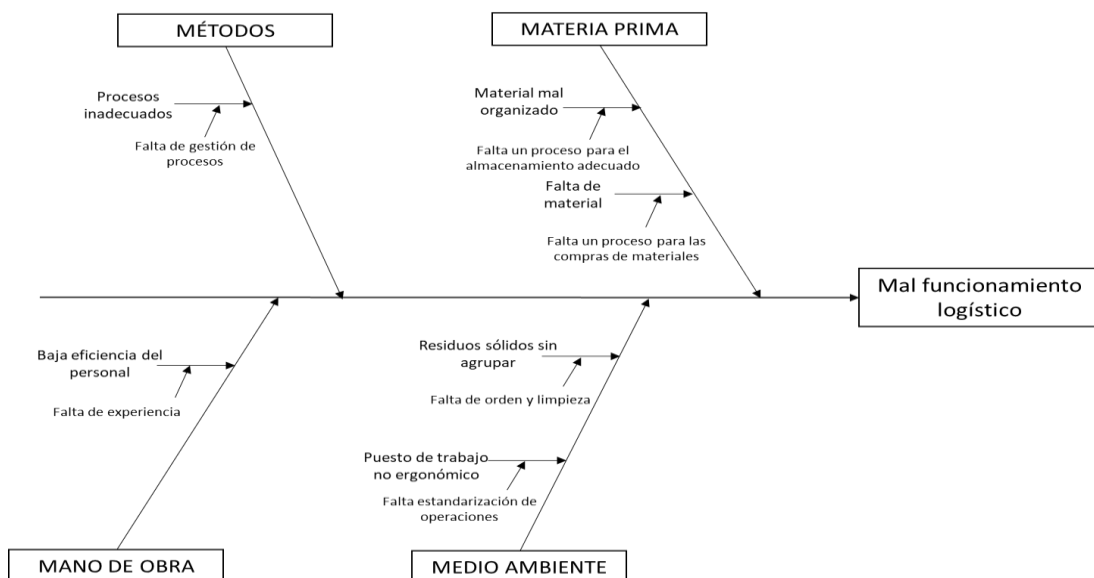 MÉTODOS
Procesos
inadecuados
Falta de gestión de
procesos
MATERIA PRIMA
Material mal
organizado
Falta un proceso para el
almacenamiento adecuado
Falta de
material
Falta un proceso para las
compras de materiales
Mal funcionamiento
logístico
Baja eficiencia del
personal
Falta de experiencia
MANO DE OBRA
Residuos sólidos sin
agrupar
Falta de orden y limpieza
Puesto de trabajo
no ergonómico
Falta estandarización de
operaciones
MEDIO AMBIENTE